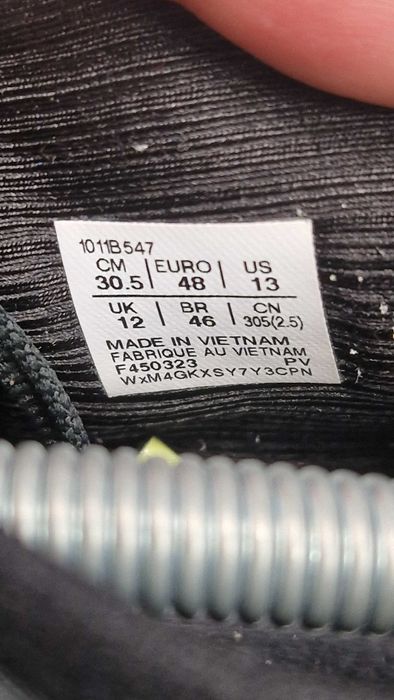 1011B547
CM EURO US
30.5 48 13
UK BR CN
12 46 305(2.5)
MADE IN VIETNAM
FABRIQUE AU VIETNAM
F450323 PV
WxM4GKXSY7Y3CPN